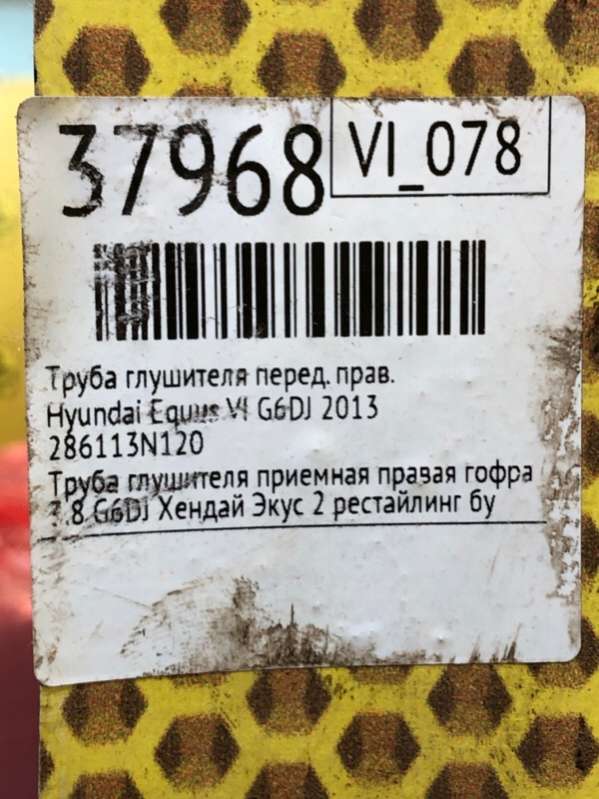 37968
VI_078
Труба глушителя перед. прав.
Hyundai Equus VI G6DJ 2013
286113N120
Труба глушителя приемная правая гофра
3.8 G6DJ Хендай Экус 2 рестайлинг бу